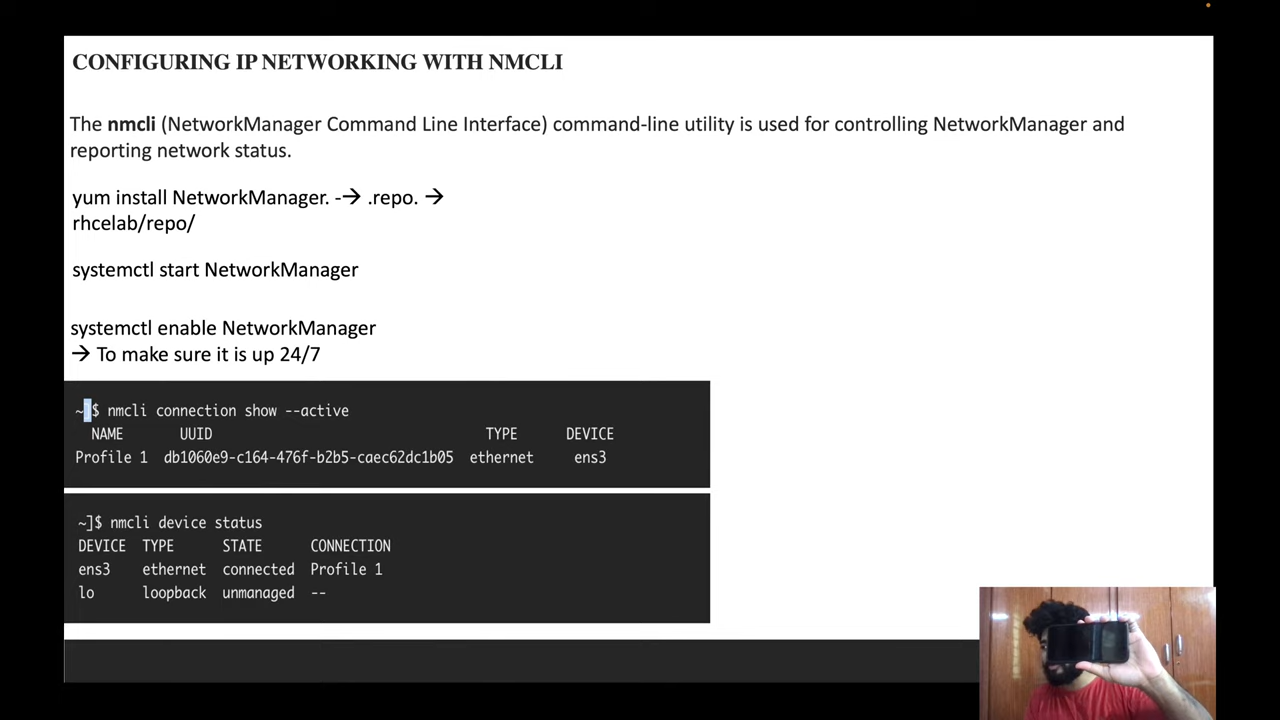 CONFIGURING IP NETWORKING WITH NMCLI
The nmcli (NetworkManager Command Line Interface) command-line utility is used for controlling NetworkManager and
reporting network status.
yum install NetworkManager. -→ .repo. →
rhcelab/repo/
systemctl start NetworkManager
systemctl enable NetworkManager
→ To make sure it is up 24/7
~]$ nmcli connection show --active
NAME UUID TYPE DEVICE
Profile 1 db1060e9-c164-476f-b2b5-caec62dc1b05 ethernet ens3
~]$ nmcli device status
DEVICE TYPE STATE CONNECTION
ens3 ethernet connected Profile 1
lo loopback unmanaged --